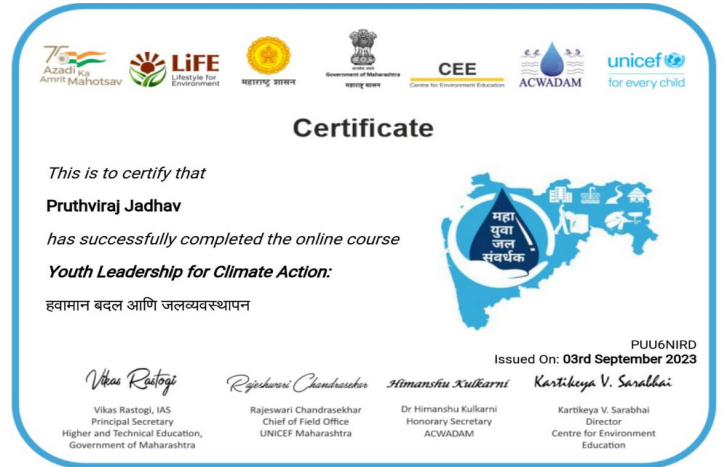 75
Azadi Ka
Amrit Mahotsav
LiFE
Lifestyle for
Environment
महाराष्ट्र शासन
Government of Maharashtra
महाराष्ट्र शासन
CEE
Centre for Environment Education
ACWADAM
unicef
for every child
Certificate
This is to certify that
Pruthviraj Jadhav
has successfully completed the online course
Youth Leadership for Climate Action:
हवामान बदल आणि जलव्यवस्थापन
महा
युवा
जल
संवर्धक
PUU6NIRD
Issued On: 03rd September 2023
Vikas Rastogi
Rajeshwari Chandrasekar
Himanshu Kulkarni
Kartikeya V. Sarabhai
Vikas Rastogi, IAS
Principal Secretary
Higher and Technical Education,
Government of Maharashtra
Rajeswari Chandrasekhar
Chief of Field Office
UNICEF Maharashtra
Dr Himanshu Kulkarni
Honorary Secretary
ACWADAM
Kartikeya V. Sarabhai
Director
Centre for Environment
Education